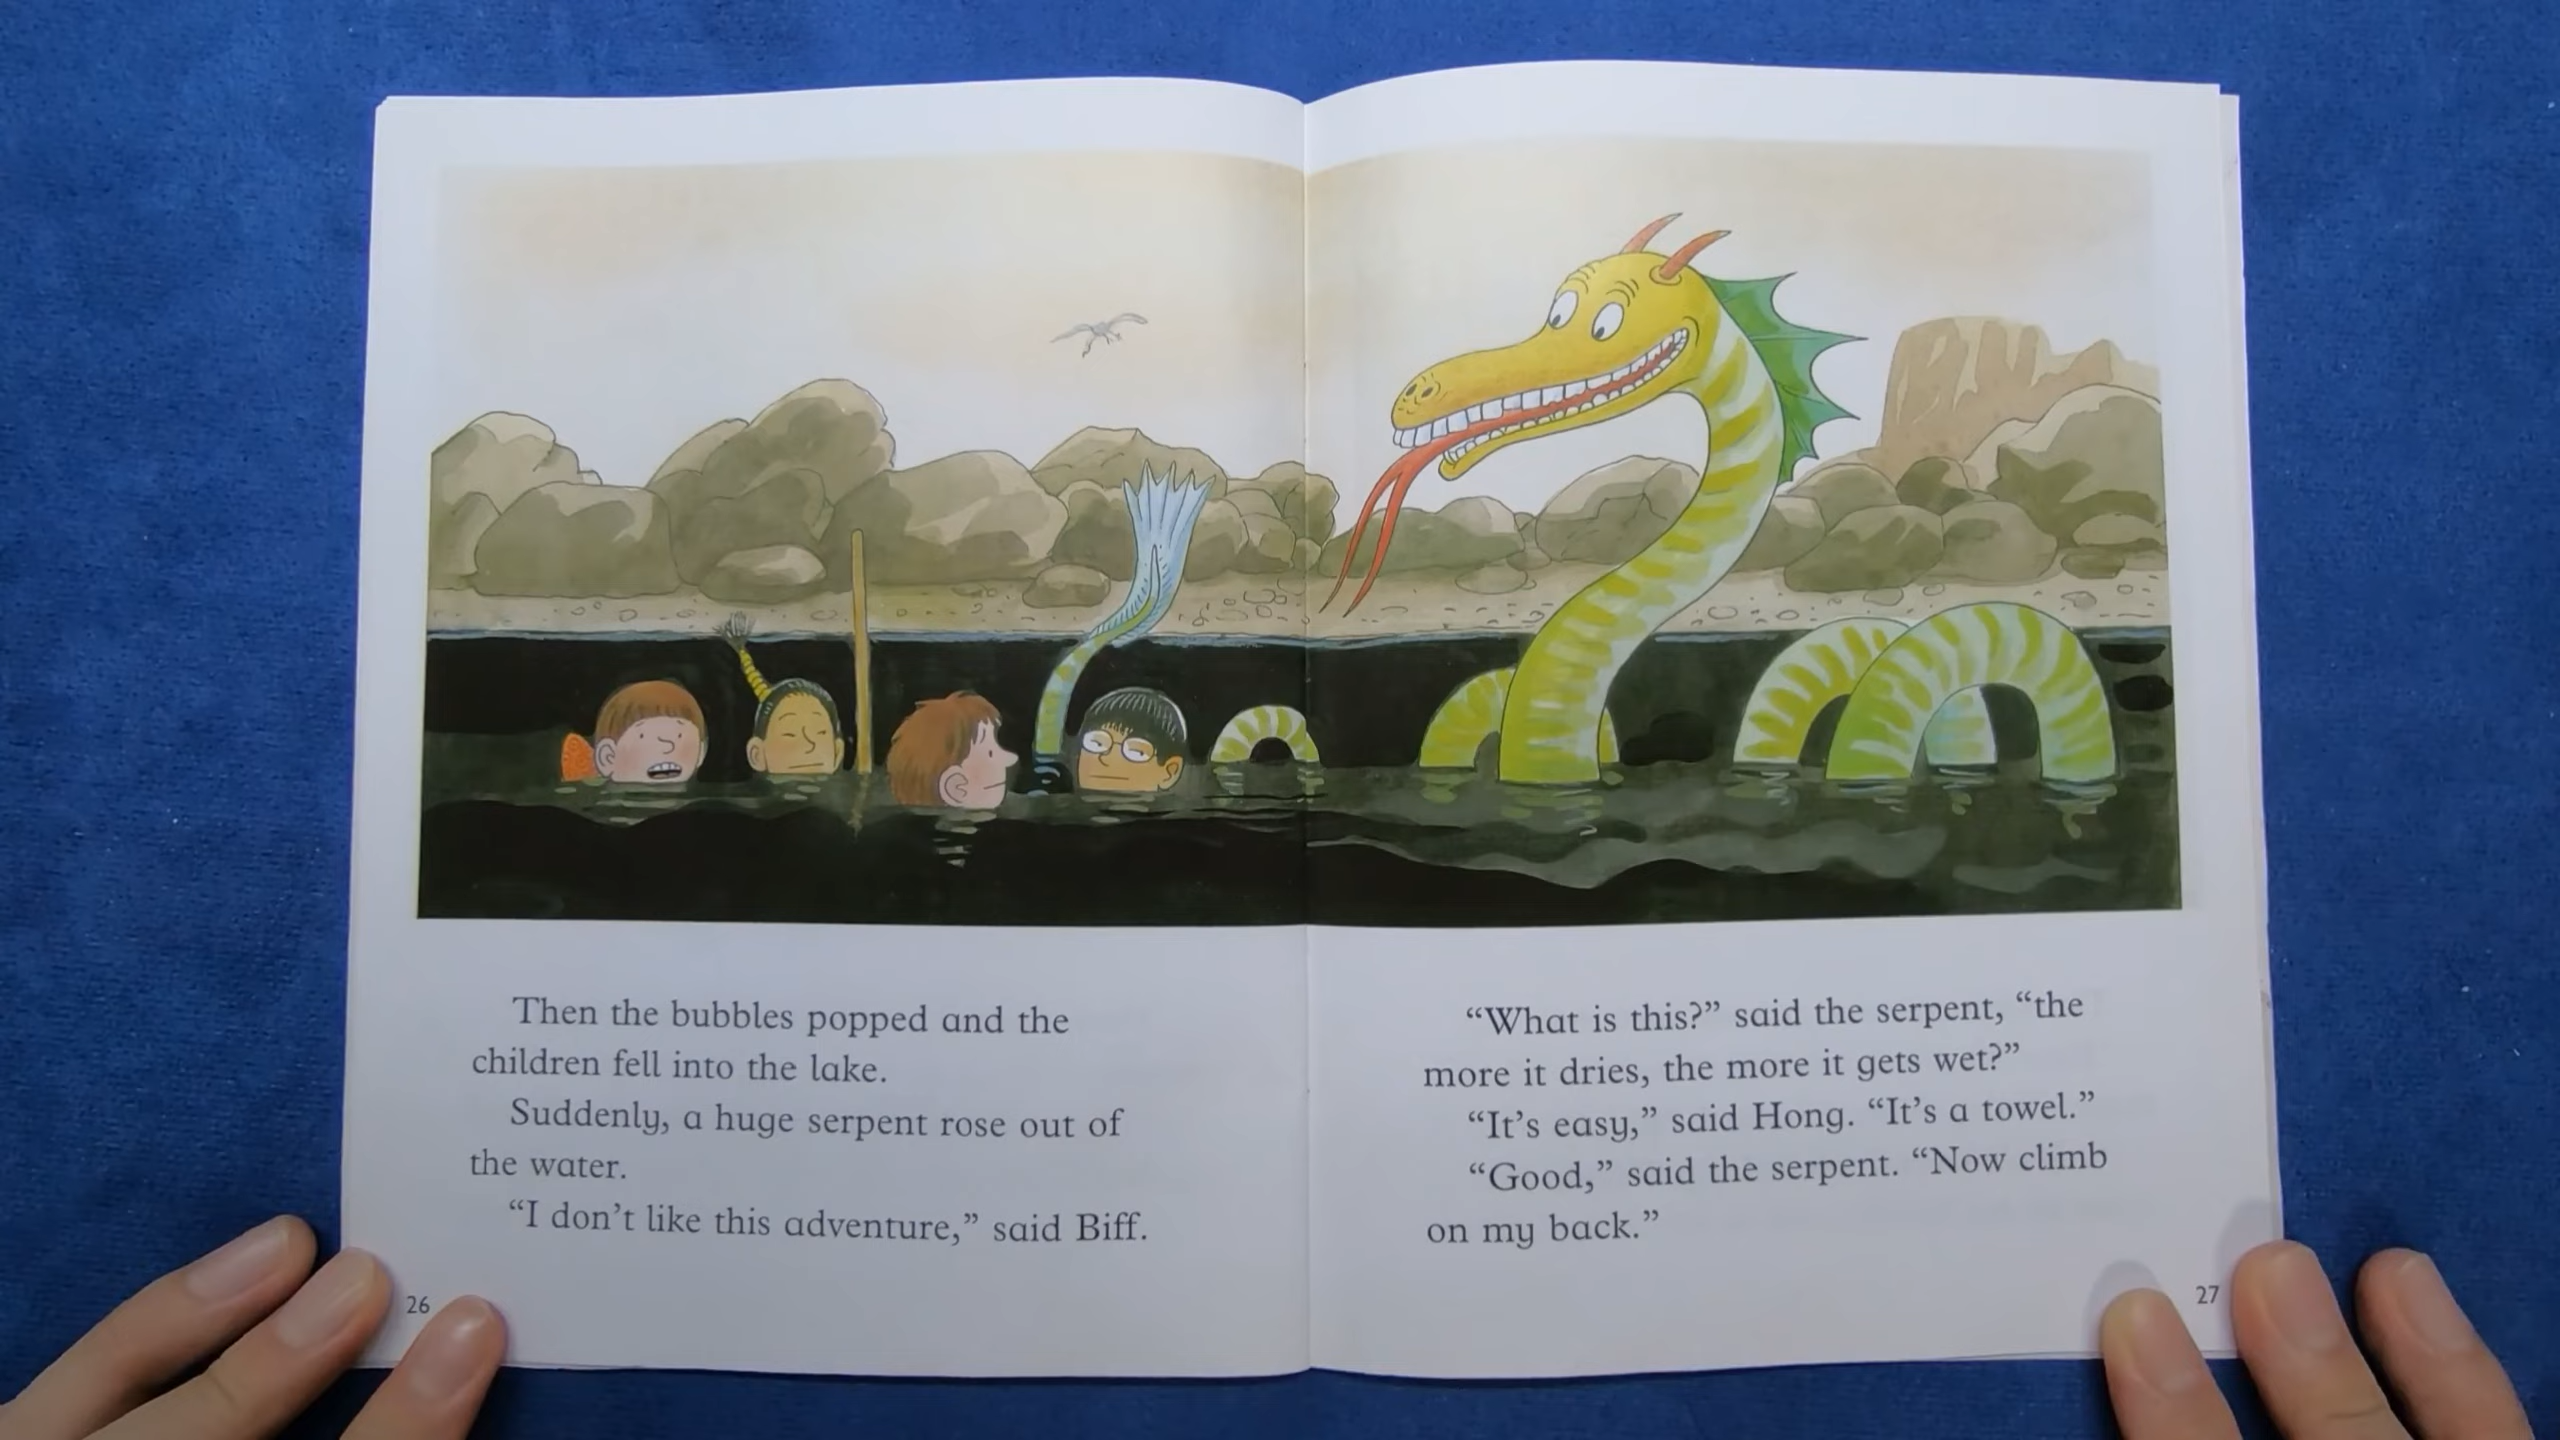 Then the bubbles popped and the
children fell into the lake.
Suddenly, a huge serpent rose out of
the water.
“I don’t like this adventure,” said Biff.
26
“What is this?” said the serpent, “the
more it dries, the more it gets wet?”
“It’s easy,” said Hong. “It’s a towel.”
“Good,” said the serpent. “Now climb
on my back.”
27